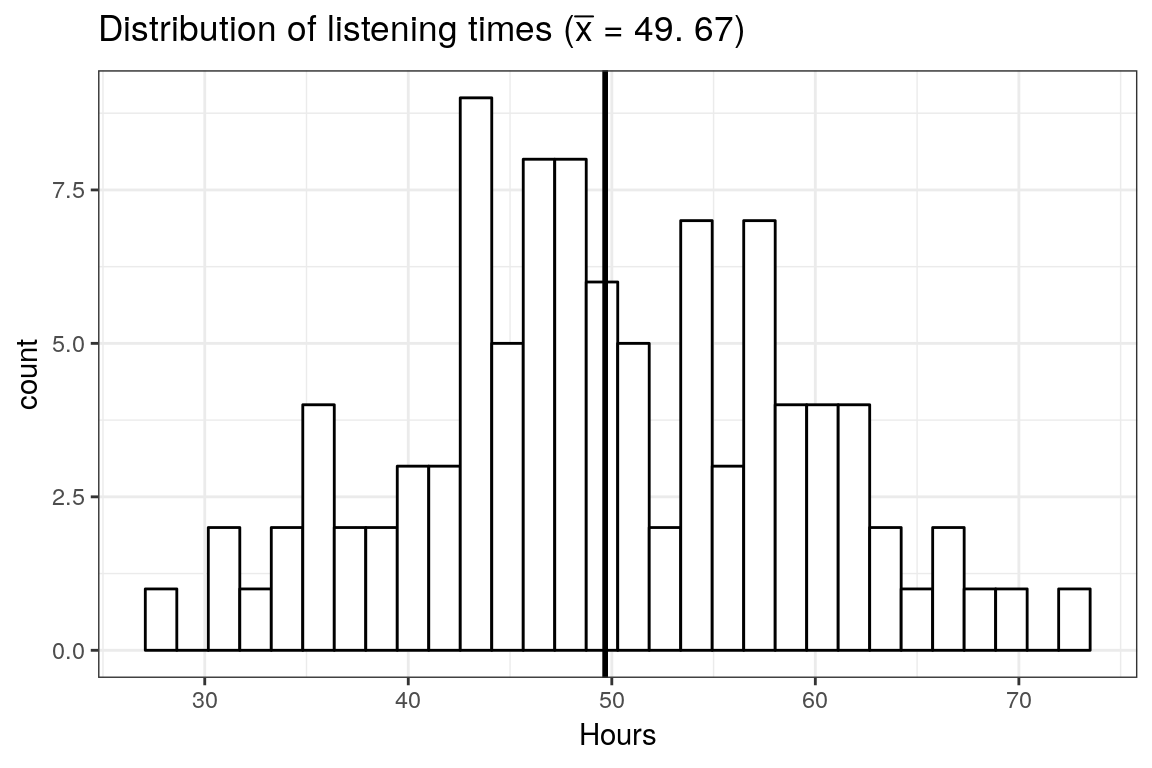 Distribution of listening times (x̅ = 49. 67)
7.5
5.0
2.5
0.0
count
30 40 50 60 70
Hours